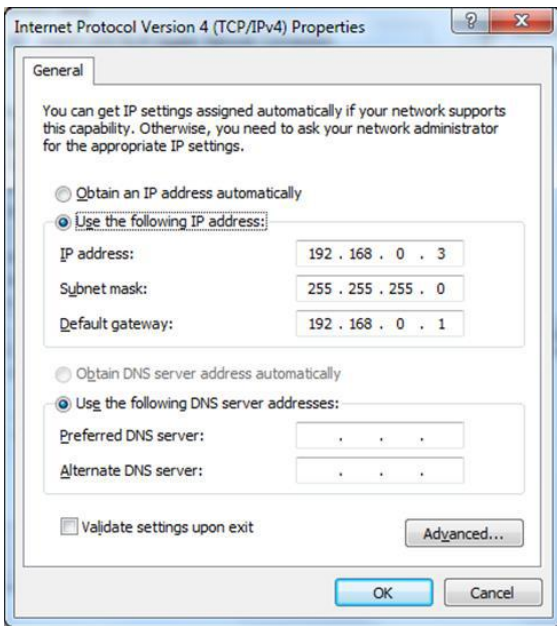 Internet Protocol Version 4 (TCP/IPv4) Properties
General
You can get IP settings assigned automatically if your network supports
this capability. Otherwise, you need to ask your network administrator
for the appropriate IP settings.
Obtain an IP address automatically
Use the following IP address:
IP address: 192 . 168 . 0 . 3
Subnet mask: 255 . 255 . 255 . 0
Default gateway: 192 . 168 . 0 . 1
Obtain DNS server address automatically
Use the following DNS server addresses:
Preferred DNS server: . . .
Alternate DNS server: . . .
Validate settings upon exit
Advanced...
OK Cancel